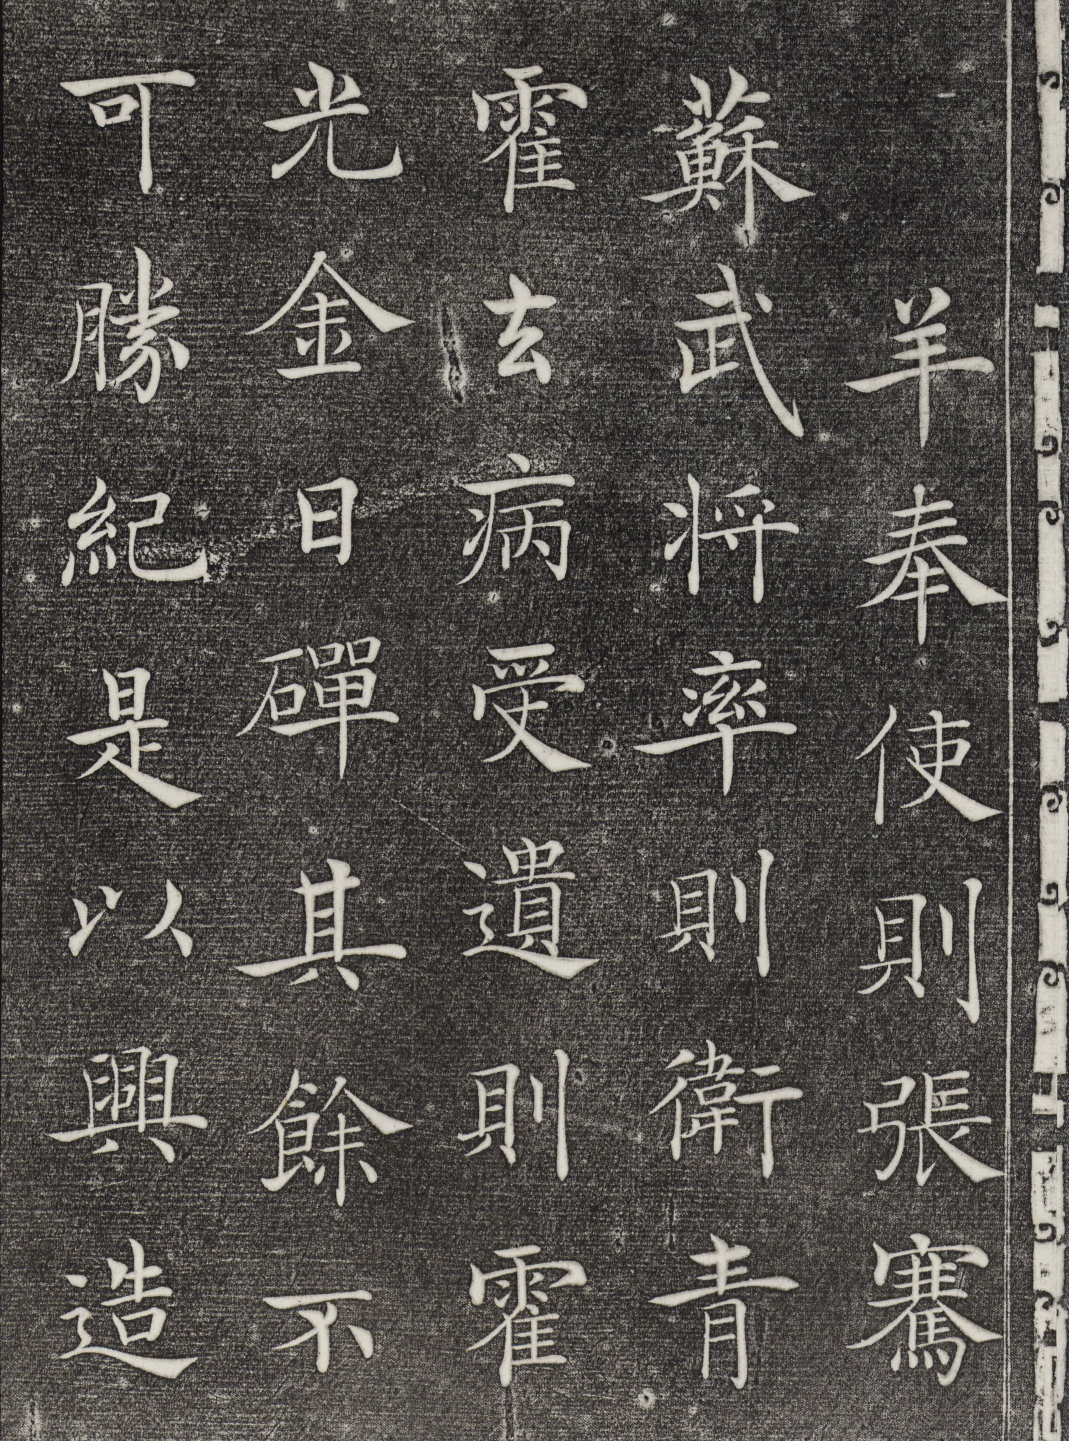 羊奉使則張騫
蘇武将率則衛青
霍去病受遺則霍
光金日磾其餘不
可勝紀是以興造